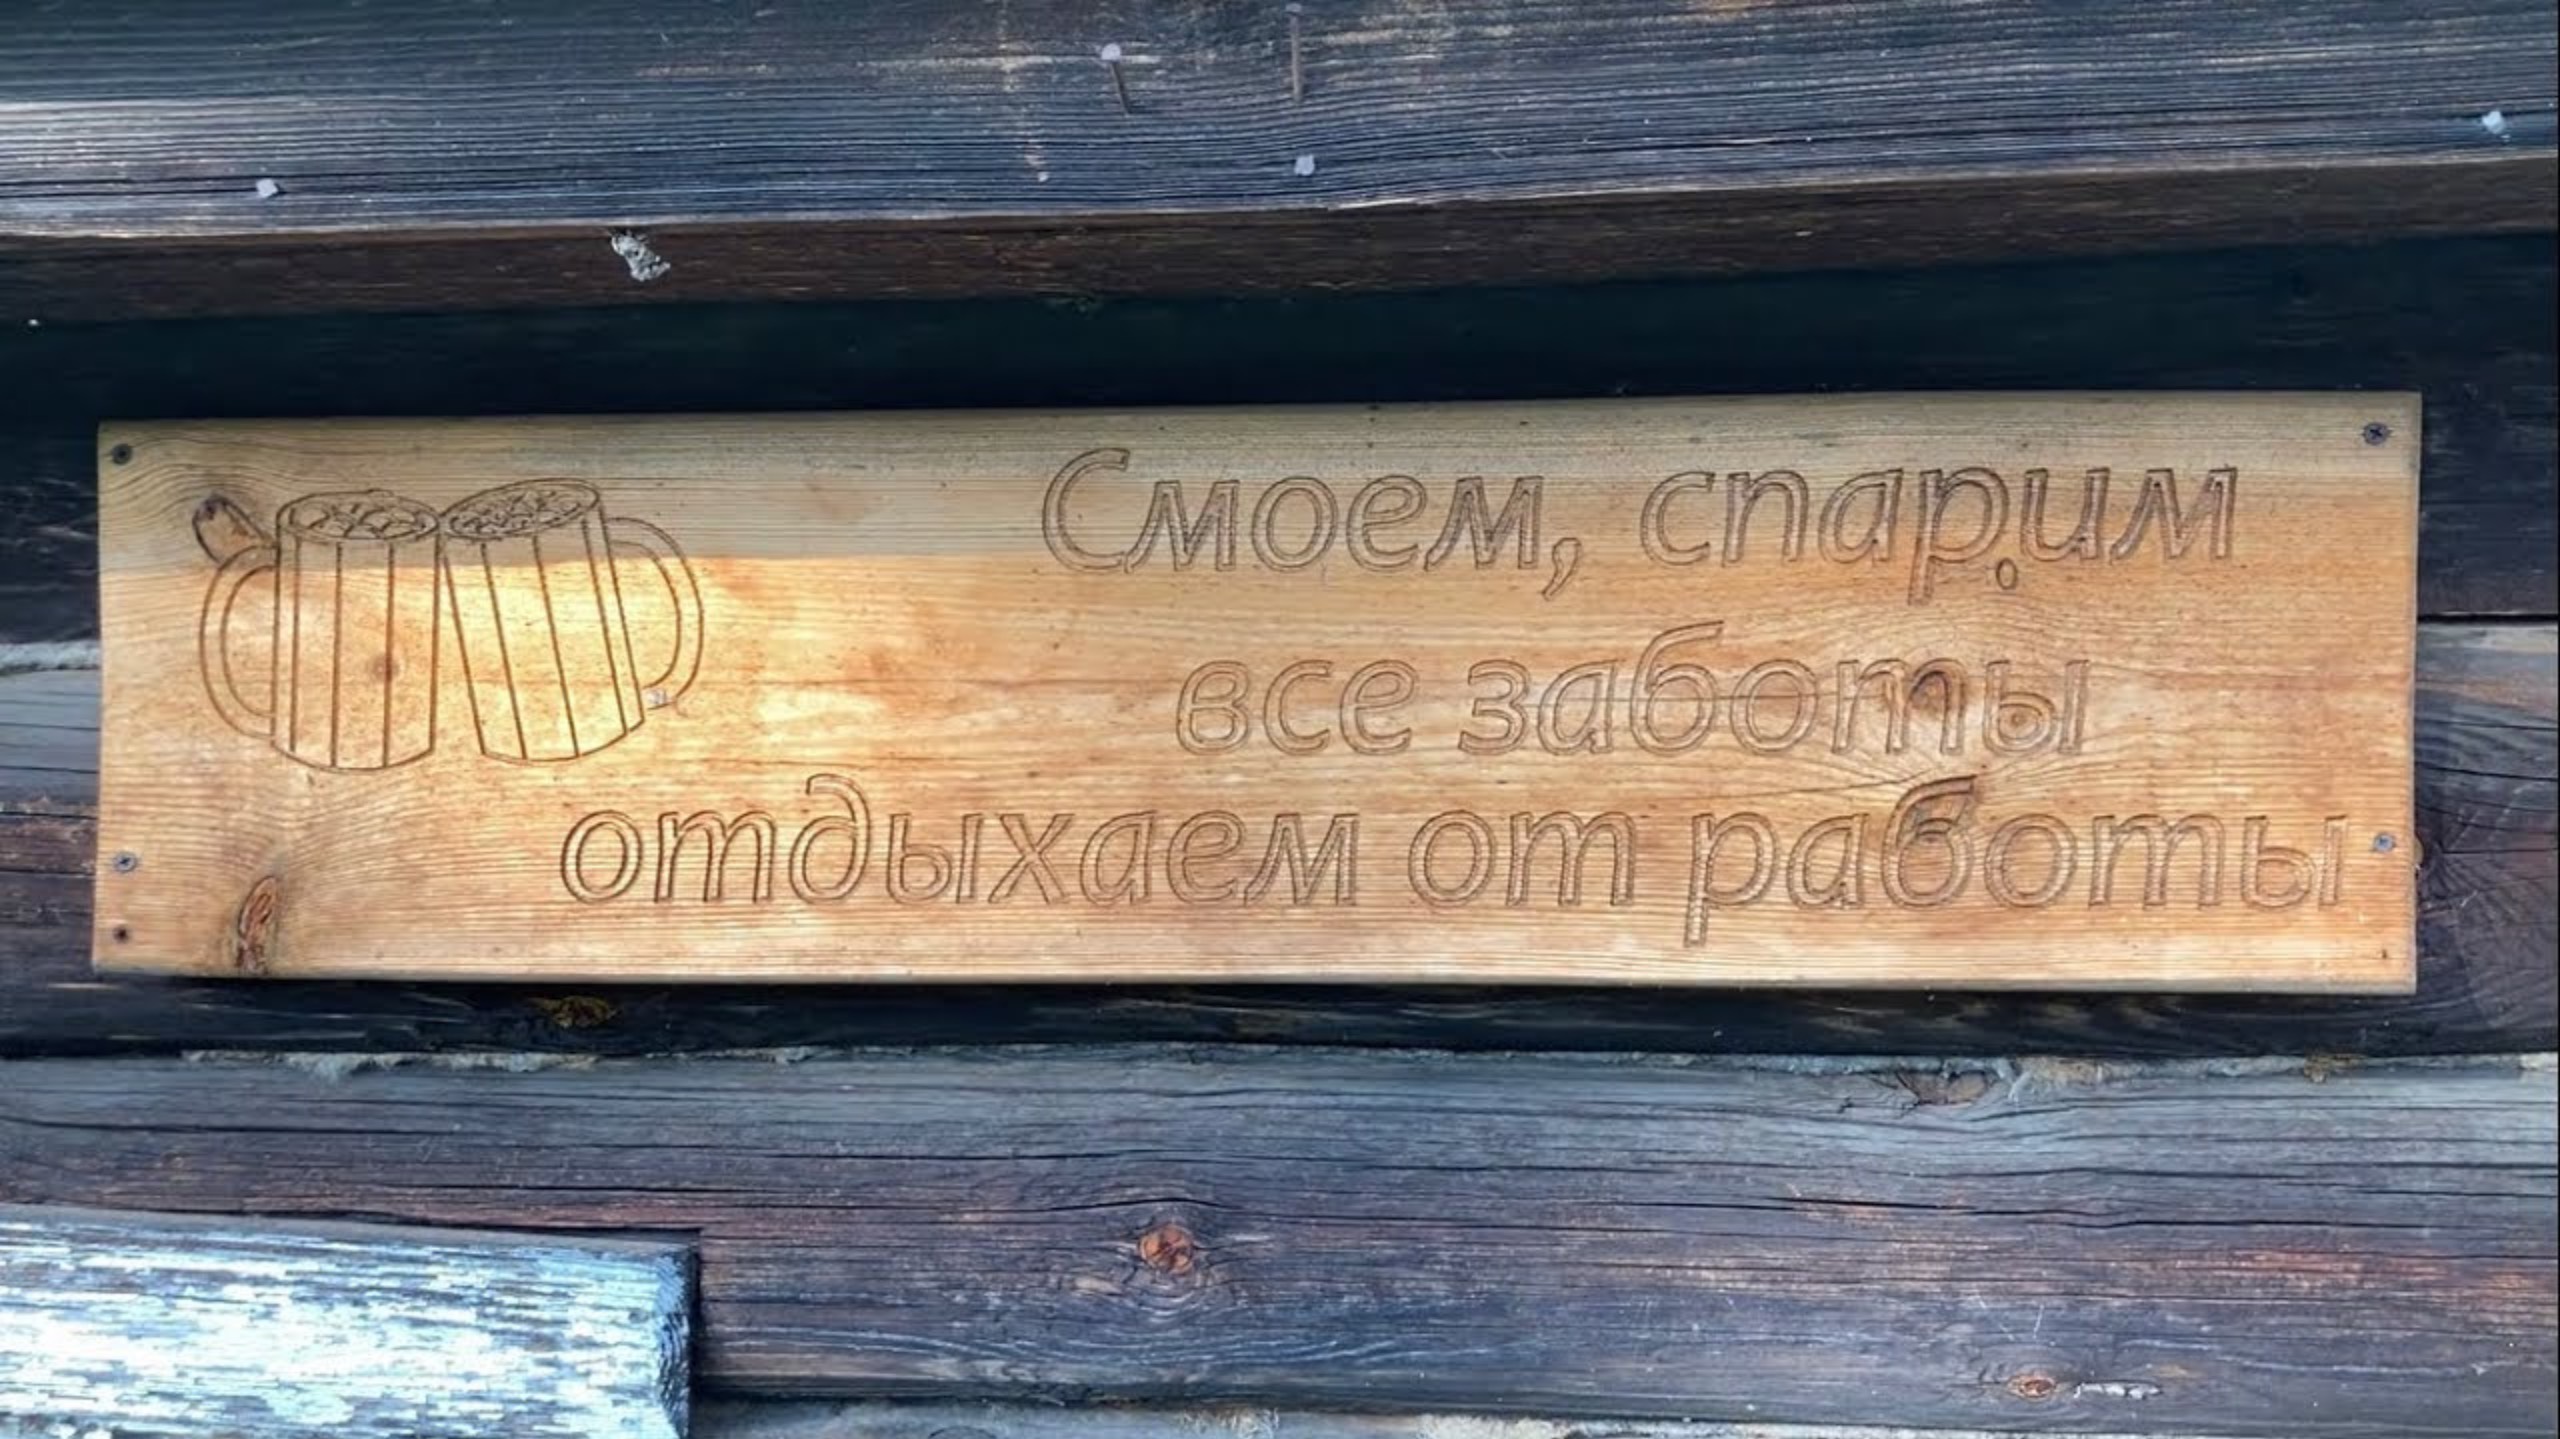 Смоем, спарим
все заботы
отдыхаем от работы